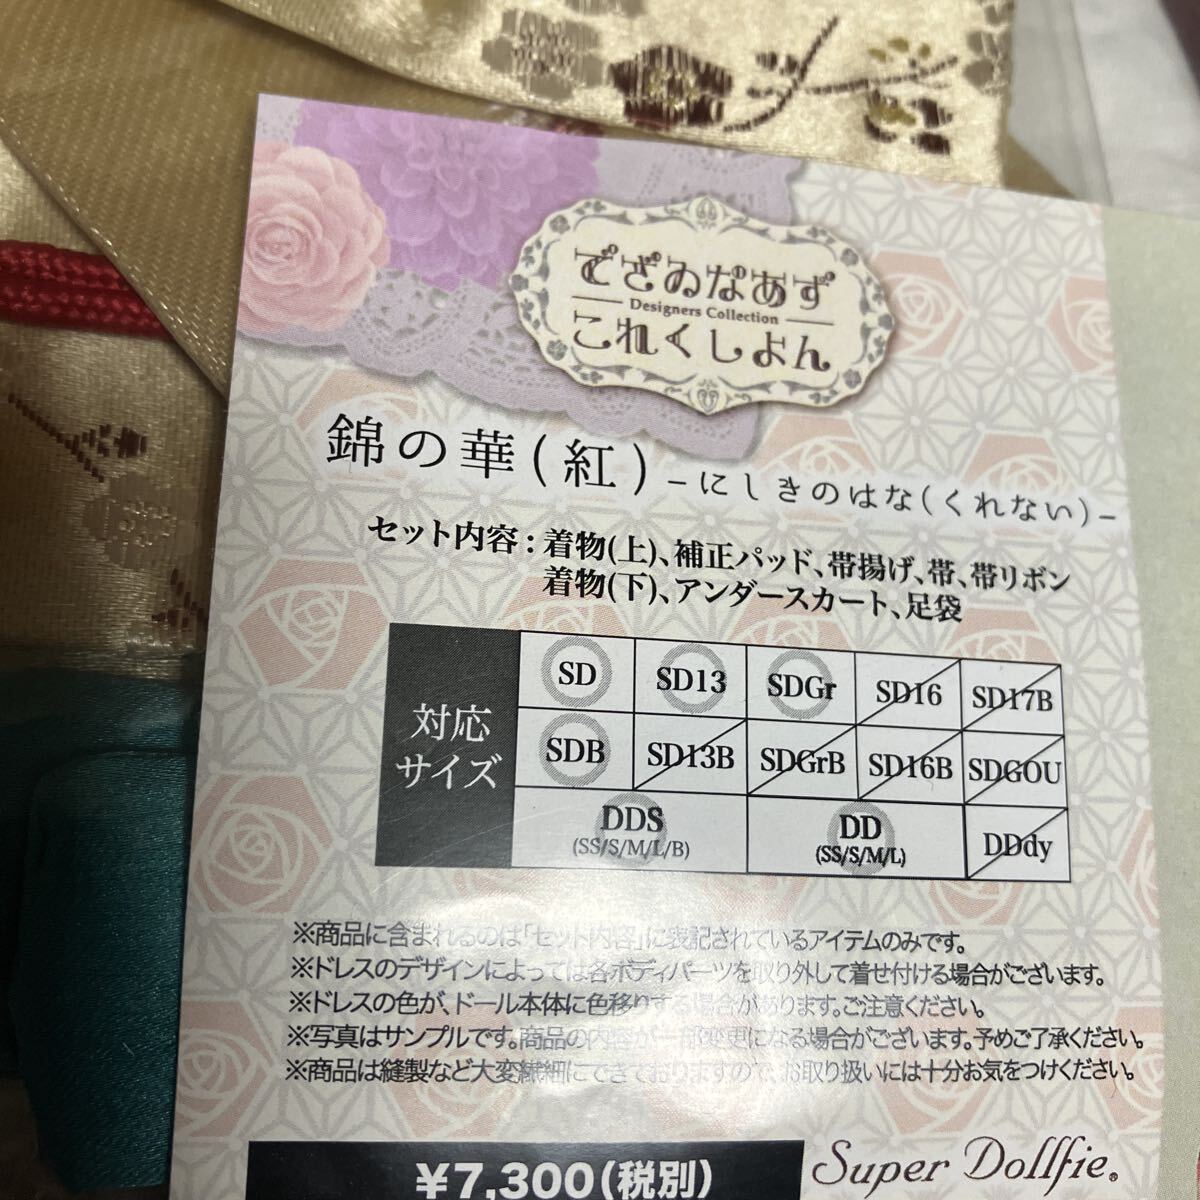 でざゐなあず
Designers Collection
これくしよん
錦の華(紅) -にしきのはな(くれない)-
セット内容:着物(上)、補正パッド、帯揚げ、帯、帯リボン
着物(下)、アンダースカート、足袋
対応
サイズ
SD SD13 SDGr SD16 SD17B
SDB SD13B SDGrB SD16B SDGOU
DDS DD DDdy
(SS/S/M/L/B) (SS/S/M/L)
※商品に含まれるのは「セット内容」に表記されているアイテムのみです。
※ドレスのデザインによっては各ボディパーツを取り外して着せ付ける場合がございます。
※ドレスの色が、ドール本体に色移りする場合があります。ご注意ください。
※写真はサンプルです。商品の内容が一部変更になる場合がございます。予めご了承ください。
※商品は縫製など大変繊細にできておりますので、お取り扱いには十分お気をつけください。
¥7,300(税別)
Super Dollfie®